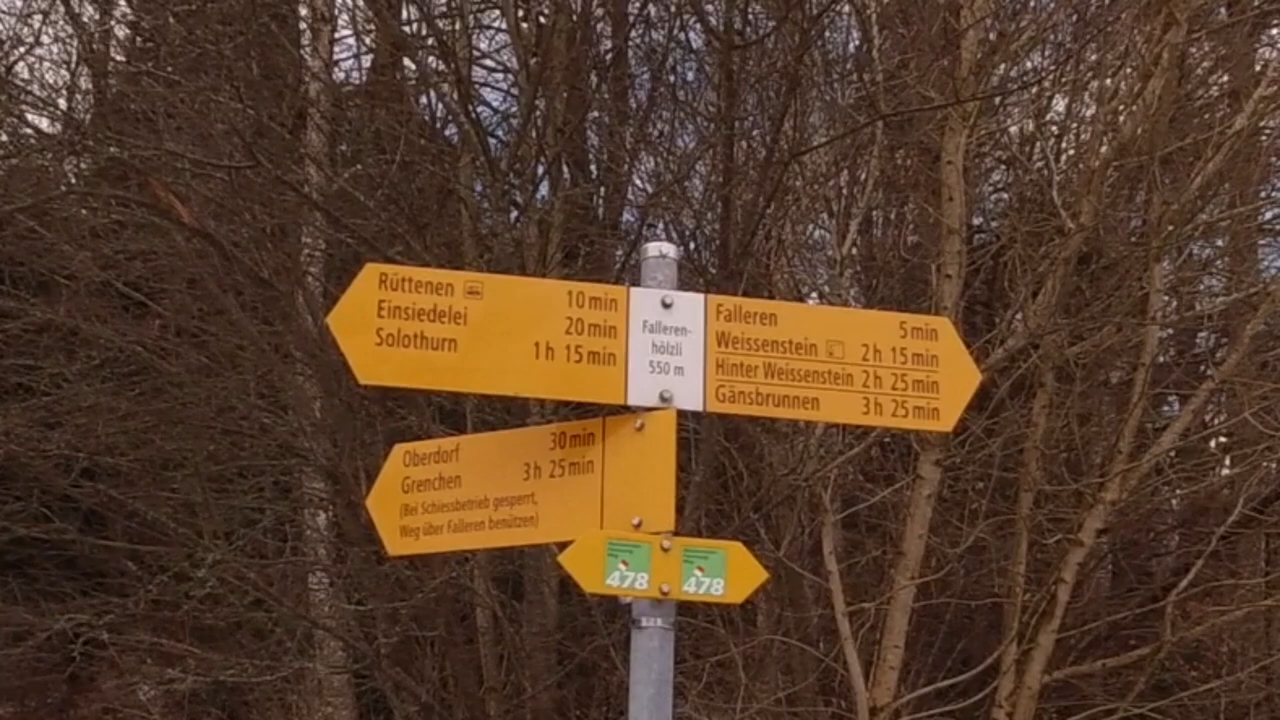 Rüttenen 10 min
Einsiedelei 20 min
Solothurn 1 h 15 min
Falleren-
hölzli
550 m
Falleren 5 min
Weissenstein 2 h 15 min
Hinter Weissenstein 2 h 25 min
Gänsbrunnen 3 h 25 min
Oberdorf 30 min
Grenchen 3 h 25 min
(Bei Schiessbetrieb gesperrt,
Weg über Falleren benützen)
478
478